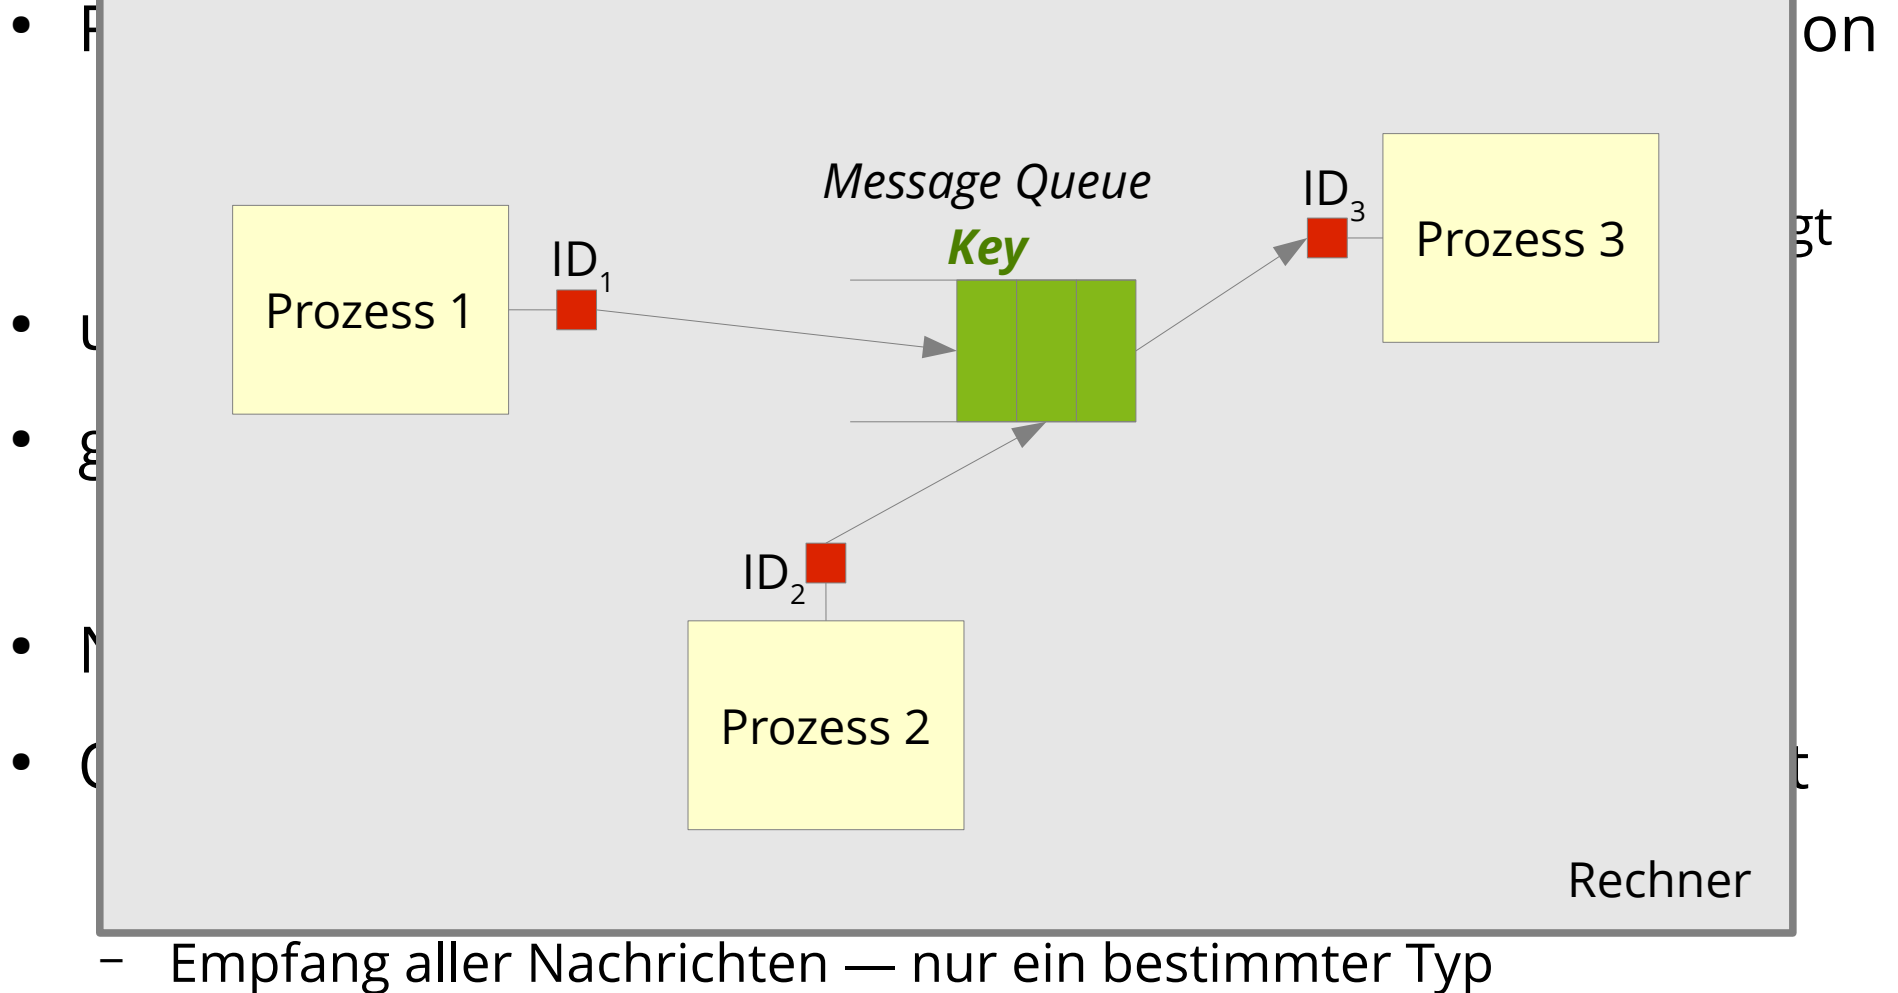 on
Message Queue
ID3
gt
Key
ID1
Prozess 3
Prozess 1
ID2
Prozess 2
Rechner
– Empfang aller Nachrichten — nur ein bestimmter Typ